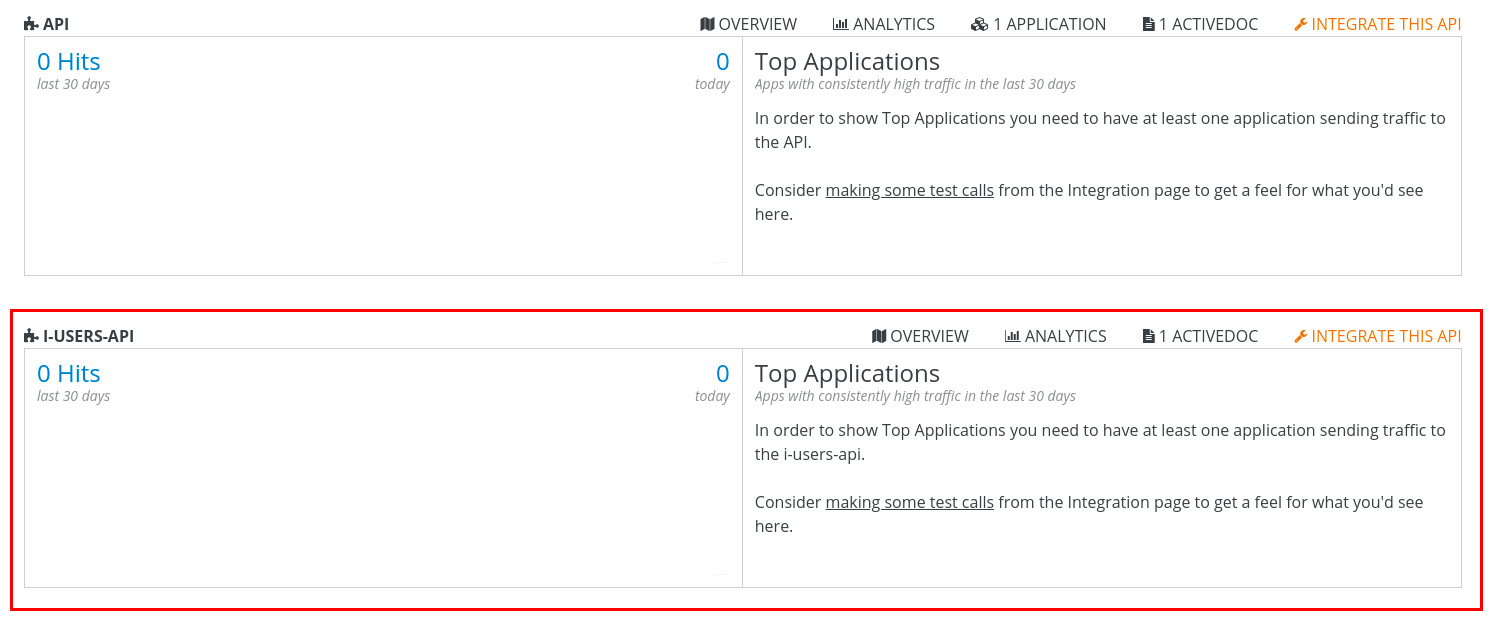 API OVERVIEW ANALYTICS 1 APPLICATION 1 ACTIVEDOC INTEGRATE THIS API
0 Hits 0
last 30 days today
Top Applications
Apps with consistently high traffic in the last 30 days
In order to show Top Applications you need to have at least one application sending traffic to
the API.
Consider making some test calls from the Integration page to get a feel for what you'd see
here.
I-USERS-API OVERVIEW ANALYTICS 1 ACTIVEDOC INTEGRATE THIS API
0 Hits 0
last 30 days today
Top Applications
Apps with consistently high traffic in the last 30 days
In order to show Top Applications you need to have at least one application sending traffic to
the i-users-api.
Consider making some test calls from the Integration page to get a feel for what you'd see
here.